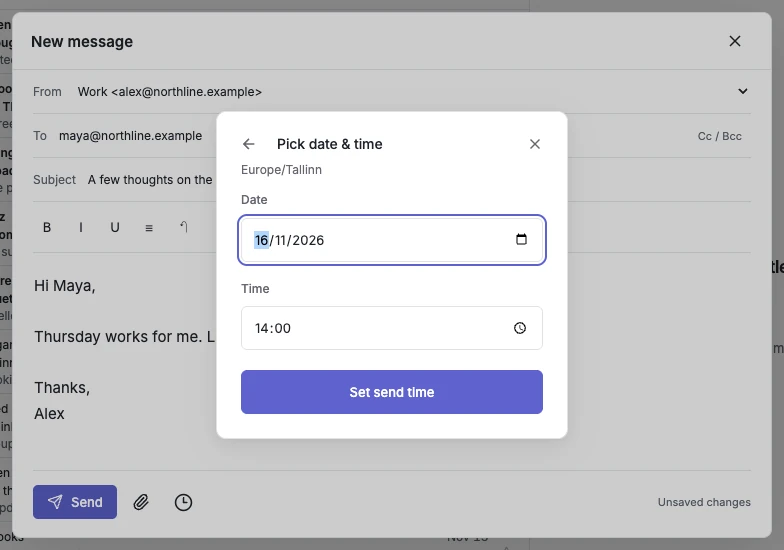 New message
From Work <alex@northline.example>
To maya@northline.example
Cc / Bcc
Subject A few thoughts on the
B I U
Hi Maya,
Thursday works for me.
Thanks,
Alex
Send
Unsaved changes
Pick date & time
Europe/Tallinn
Date
16/11/2026
Time
14:00
Set send time